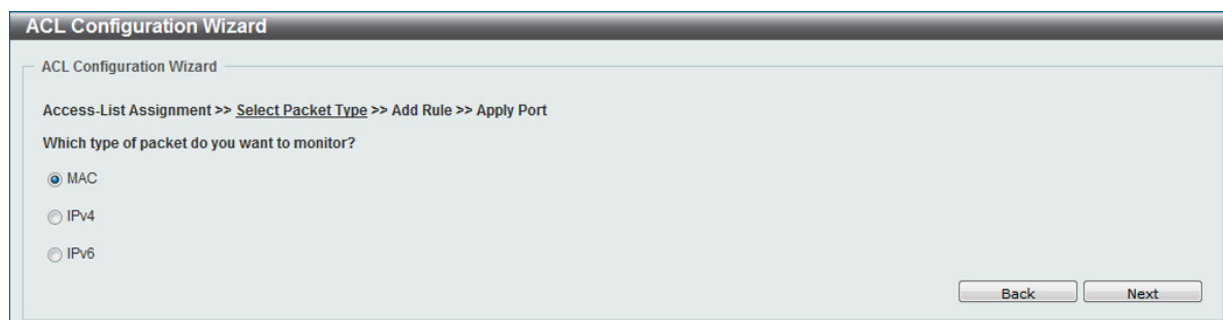 ACL Configuration Wizard
ACL Configuration Wizard
Access-List Assignment >> Select Packet Type >> Add Rule >> Apply Port
Which type of packet do you want to monitor?
MAC
IPv4
IPv6
Back Next